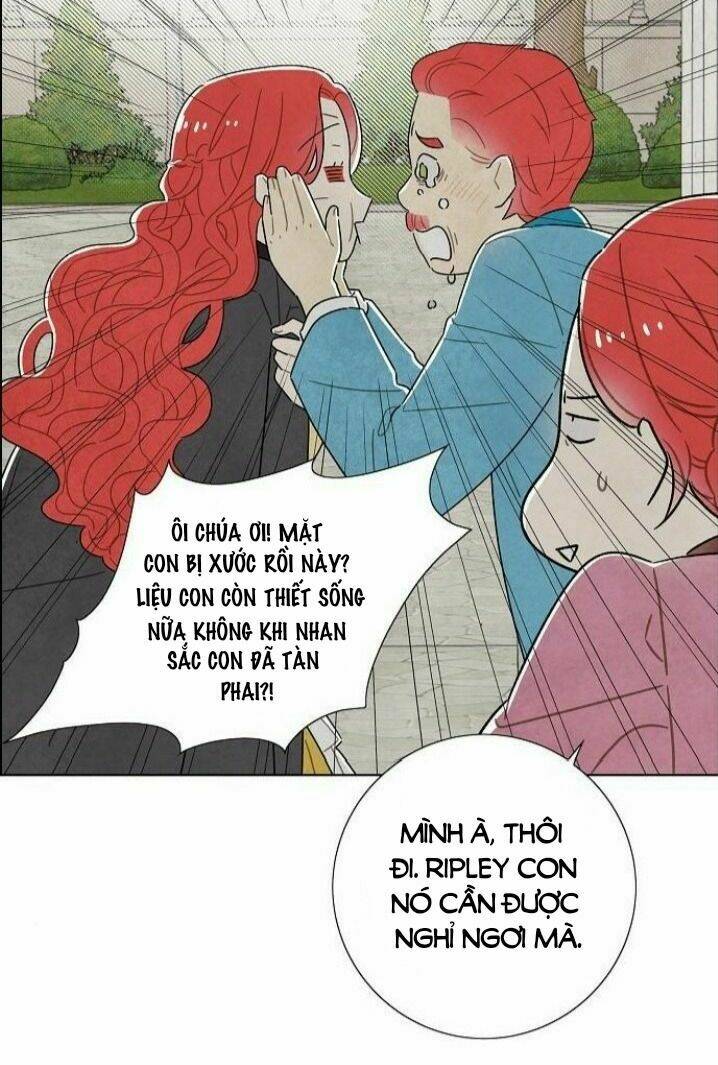 ÔI CHÚA ƠI! MẶT
CON BỊ XƯỚC RỒI NÀY?
LIỆU CON CÒN THIẾT SỐNG
NỮA KHÔNG KHI NHAN
SẮC CON ĐÃ TÀN
PHAI?!
MÌNH À, THÔI
ĐI. RIPLEY CON
NÓ CẦN ĐƯỢC
NGHỈ NGƠI MÀ.